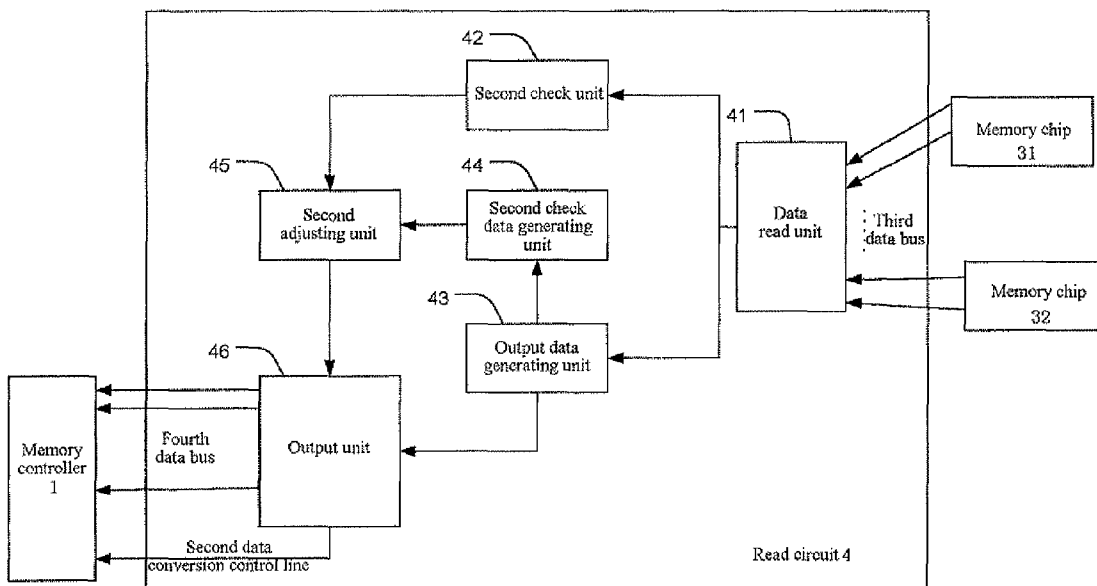 42
Second check unit
41
Memory chip
31
45
44
Second
adjusting unit
Second check
data generating
unit
Data
read unit
Third
data bus
43
Memory chip
32
46
Output data
generating unit
Memory
controller
1
Fourth
data bus
Output unit
Second data
conversion control line
Read circuit 4